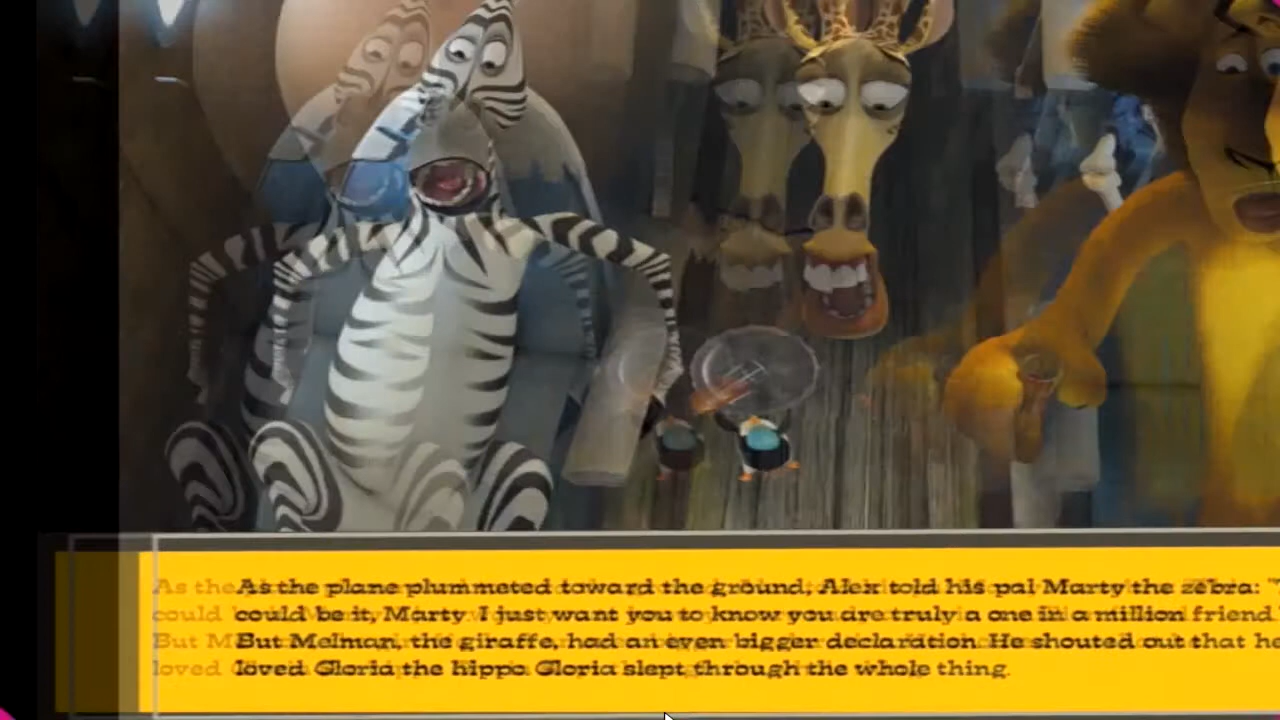 As the plane plummeted toward the ground, Alex told his pal Marty the zebra: "
could be it, Marty. I just want you to know you are truly a one in a million friend.
But Melman, the giraffe, had an even bigger declaration. He shouted out that he
loved Gloria the hippo Gloria slept through the whole thing.